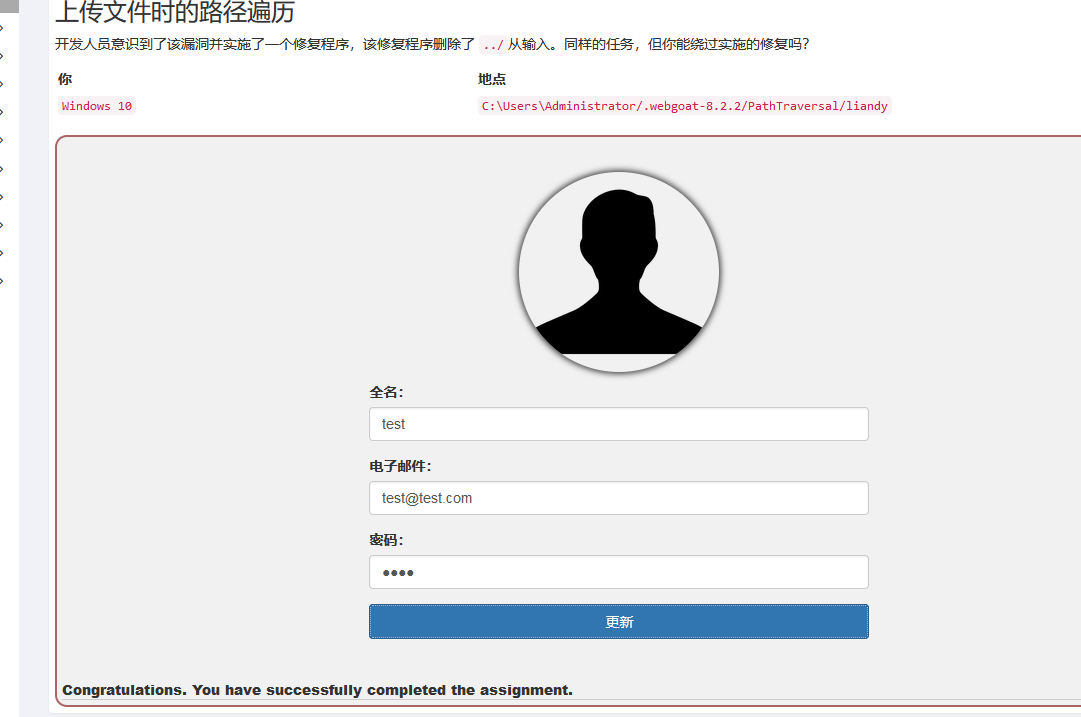 上传文件时的路径遍历
开发人员意识到了该漏洞并实施了一个修复程序，该修复程序删除了 ../ 从输入。同样的任务，但你能绕过实施的修复吗？
你 地点
Windows 10 C:\Users\Administrator/.webgoat-8.2.2/PathTraversal/liandy
全名：
test
电子邮件：
test@test.com
密码：
●●●●
更新
Congratulations. You have successfully completed the assignment.